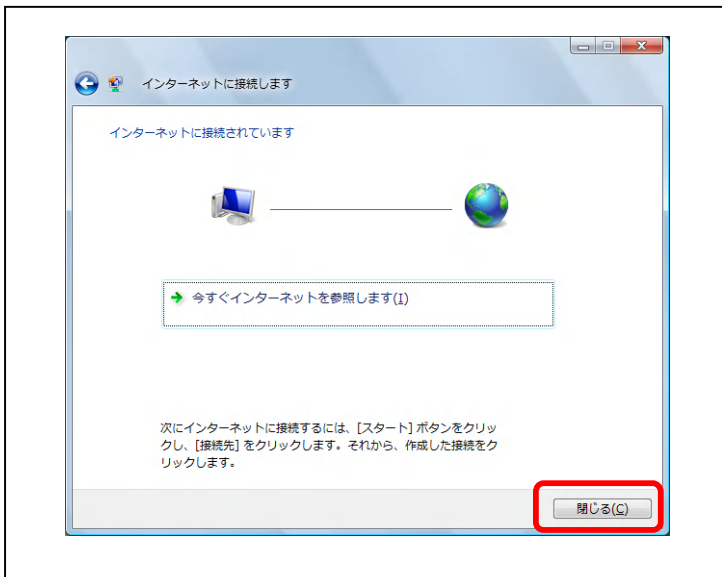 インターネットに接続します
インターネットに接続されています
今すぐインターネットを参照します(I)
次にインターネットに接続するには、[スタート] ボタンをクリッ
クし、[接続先] をクリックします。それから、作成した接続をク
リックします。
閉じる(C)